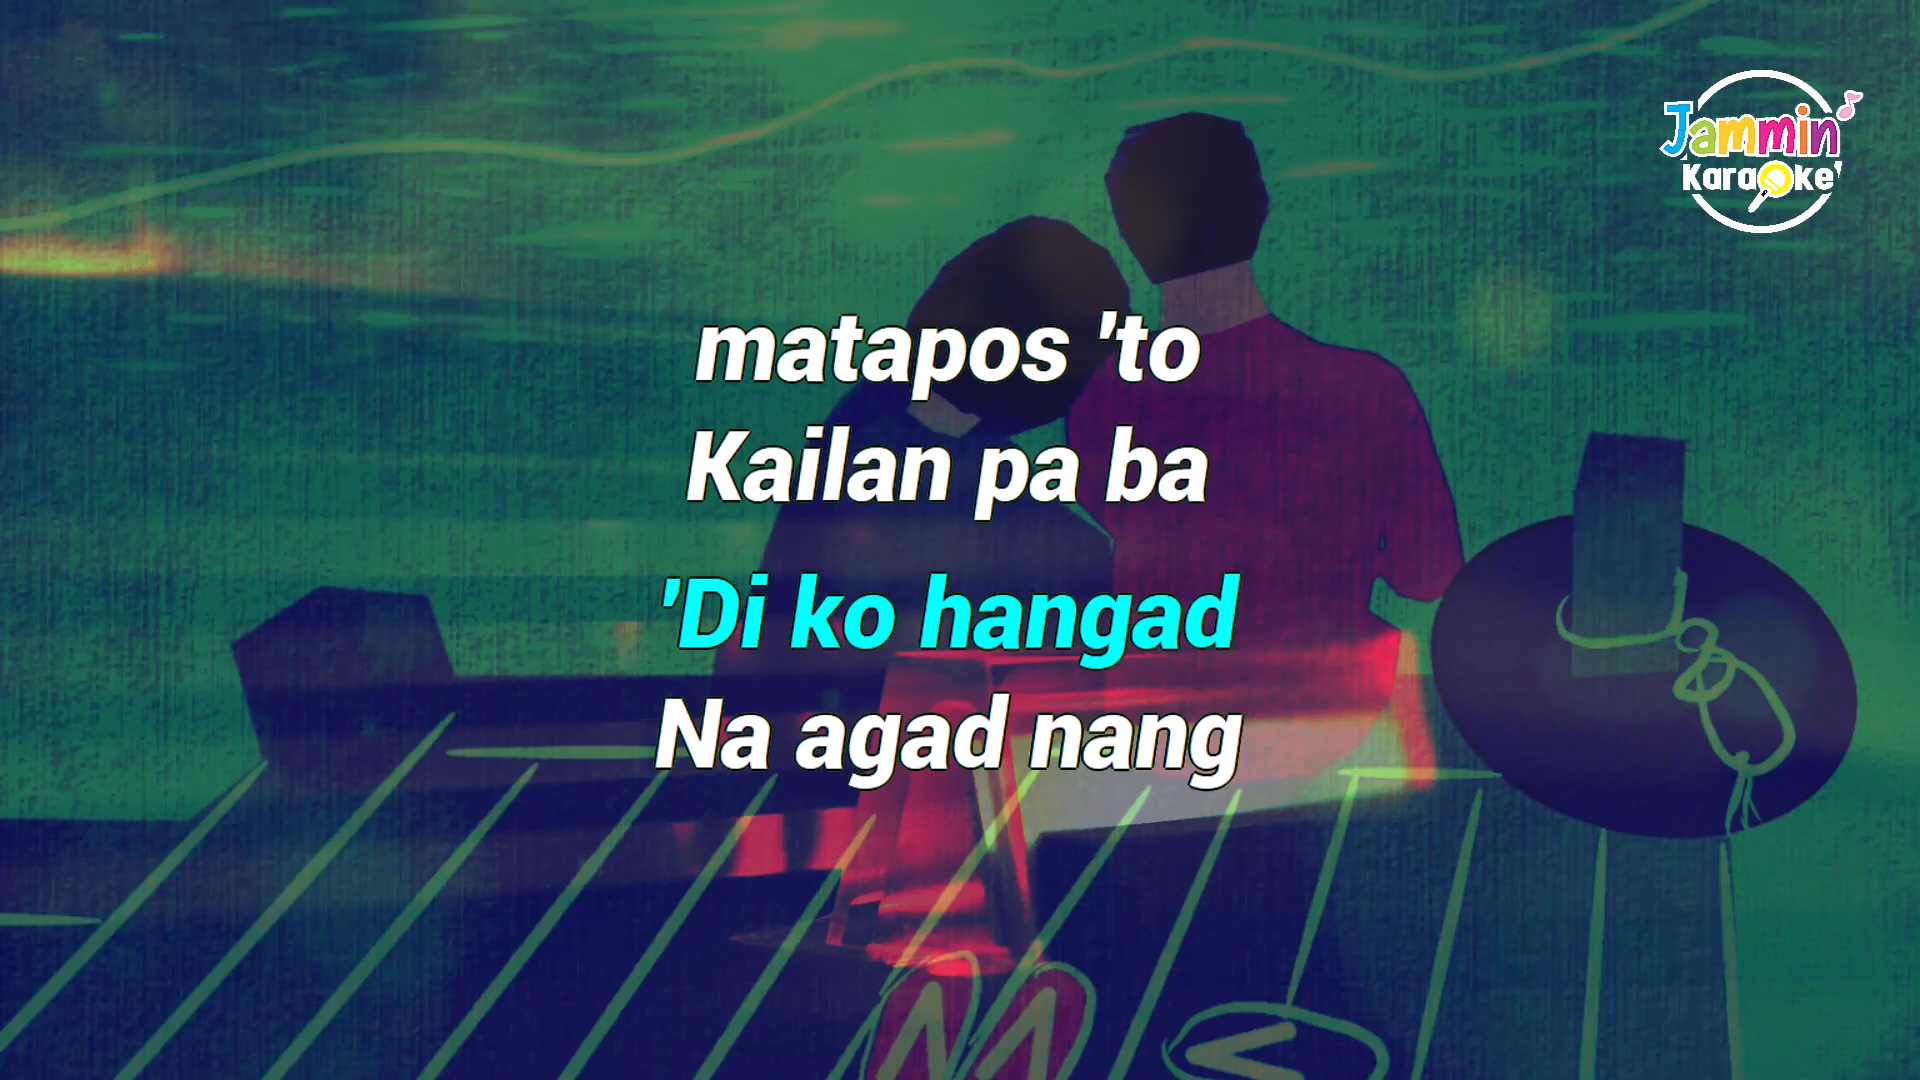 Jammin'
Karaoke
matapos 'to
Kailan pa ba
'Di ko hangad
Na agad nang